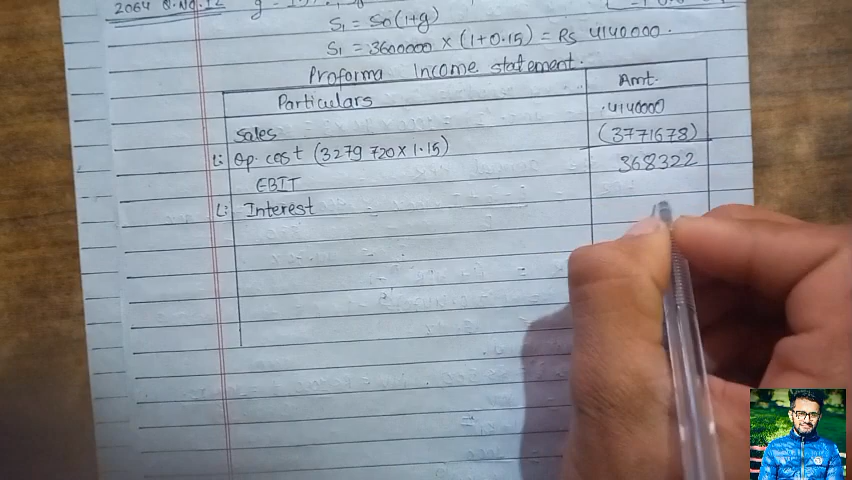 2064 Q.No.12
S₁ = S₀(1+g)
S₁ = 3600000 × (1+0.15) = Rs 4140000.
Proforma Income statement.
Particulars Amt.
Sales 4140000
L: Op. cost (3279720×1.15) (3771678)
EBIT 368322
L: Interest